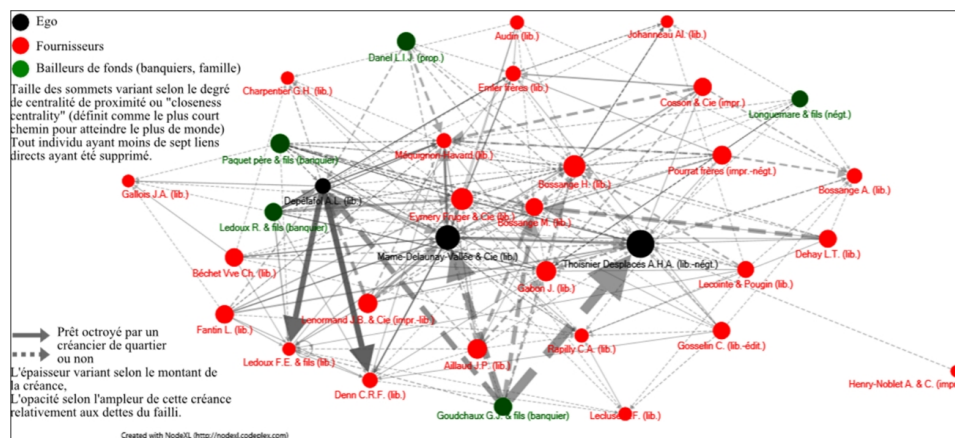 Ego
Fournisseurs
Bailleurs de fonds (banquiers, famille)
Taille des sommets variant selon le degré
de centralité de proximité ou "closeness
centrality" (définit comme le plus court
chemin pour atteindre le plus de monde)
Tout individu ayant moins de sept liens
directs ayant été supprimé.
Audin (lib.)
Johanneau Al. (lib.)
Danel L.I.J. (prop.)
Charpentier G.H. (lib.)
Emler frères (lib.)
Cosson & Cie (impr.)
Longuemare & fils (négt.)
Paquet père & fils (banquier)
Méquignon-Havard (lib.)
Bossange H. (lib.)
Pourrat frères (impr.-négt.)
Bossange A. (lib.)
Gallois J.A. (lib.)
Depélafol A.L. (lib.)
Ledoux R. & fils (banquier)
Eymery Fruger & Cie (lib.)
Bossange M. (lib.)
Mame-Delaunay-Vallée & Cie (lib.)
Thoisnier Desplaces A.H.A. (lib.-négt.)
Dehay L.T. (lib.)
Béchet Vve Ch. (lib.)
Gabon J. (lib.)
Lecointe & Pougin (lib.)
Lenormand J.B. & Cie (impr.-lib.)
Fantin L. (lib.)
Rapilly C.A. (lib.)
Gosselin C. (lib.-édit.)
Ledoux F.E. & fils (lib.)
Aillaud J.P. (lib.)
Denn C.R.F. (lib.)
Henry-Noblet A. & C. (impr
Goudchaux G.J. & fils (banquier)
F. (lib.)
Prêt octroyé par un
créancier de quartier
ou non
L'épaisseur variant selon le montant de
la créance,
L'opacité selon l'ampleur de cette créance
relativement aux dettes du failli.
Created with NodeXL (http://nodexl.codeplex.com)